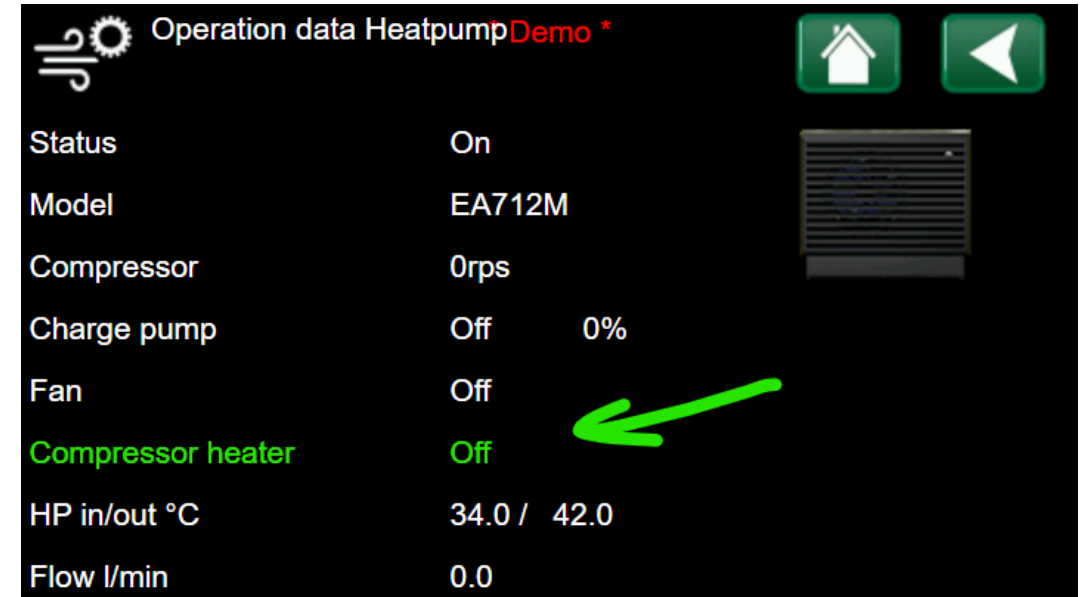 Operation data Heatpump * Demo *
Status On
Model EA712M
Compressor 0rps
Charge pump Off 0%
Fan Off
Compressor heater Off
HP in/out °C 34.0 / 42.0
Flow l/min 0.0